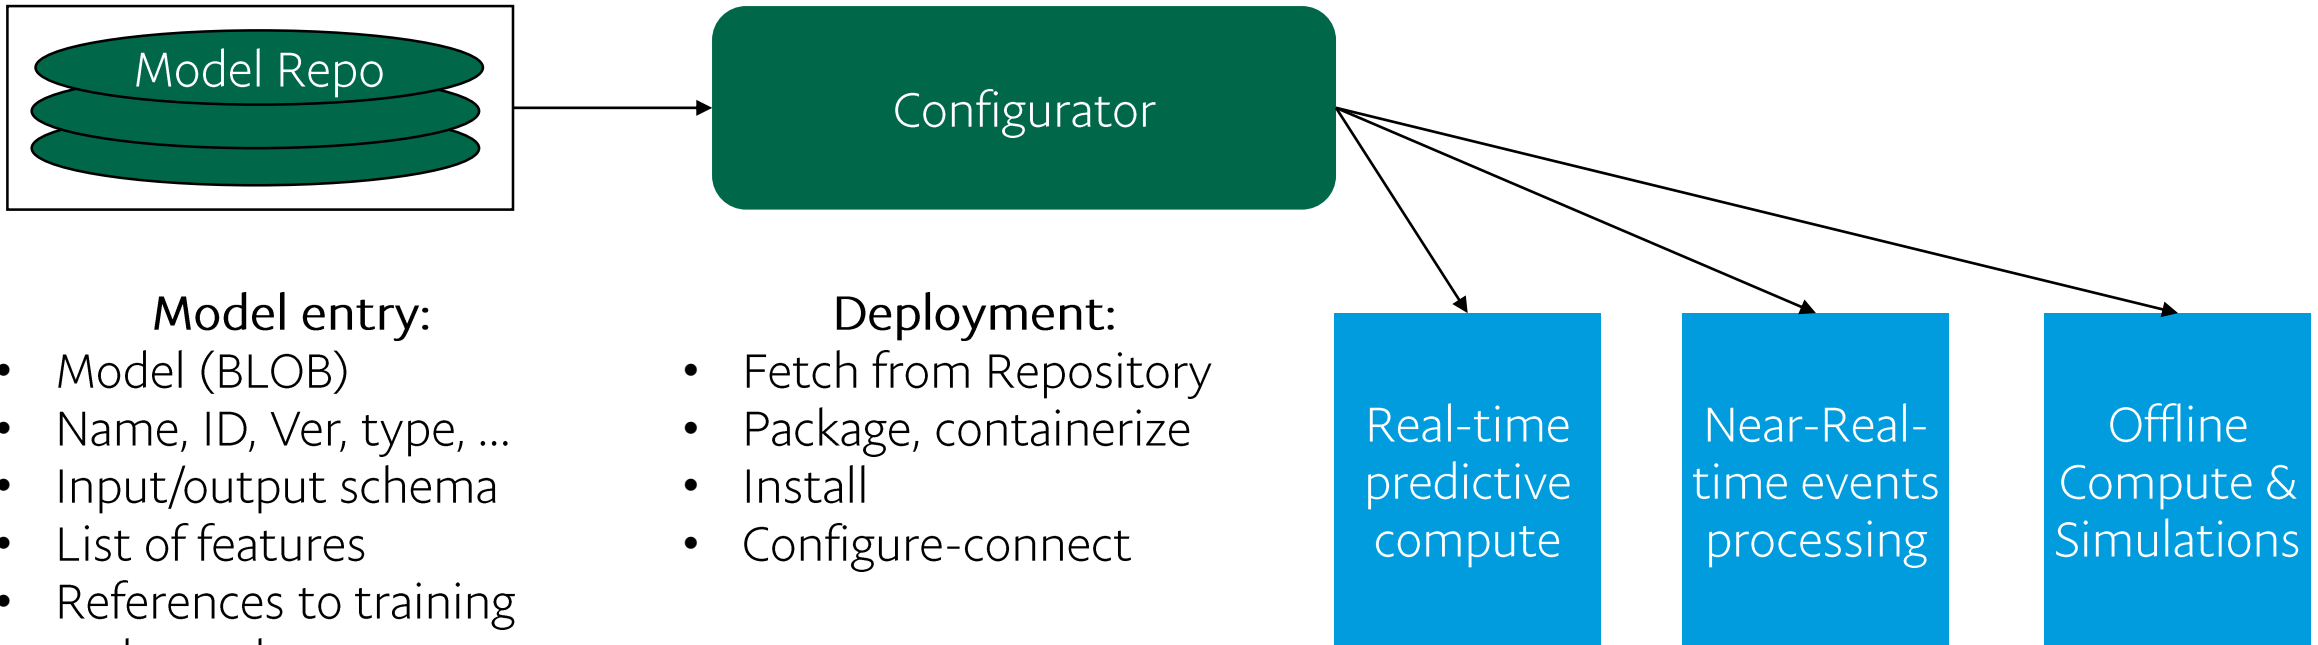 Model Repo
Configurator
Model entry:
• Model (BLOB)
• Name, ID, Ver, type, ...
• Input/output schema
• List of features
• References to training
Deployment:
• Fetch from Repository
• Package, containerize
• Install
• Configure-connect
Real-time
predictive
compute
Near-Real-
time events
processing
Offline
Compute &
Simulations